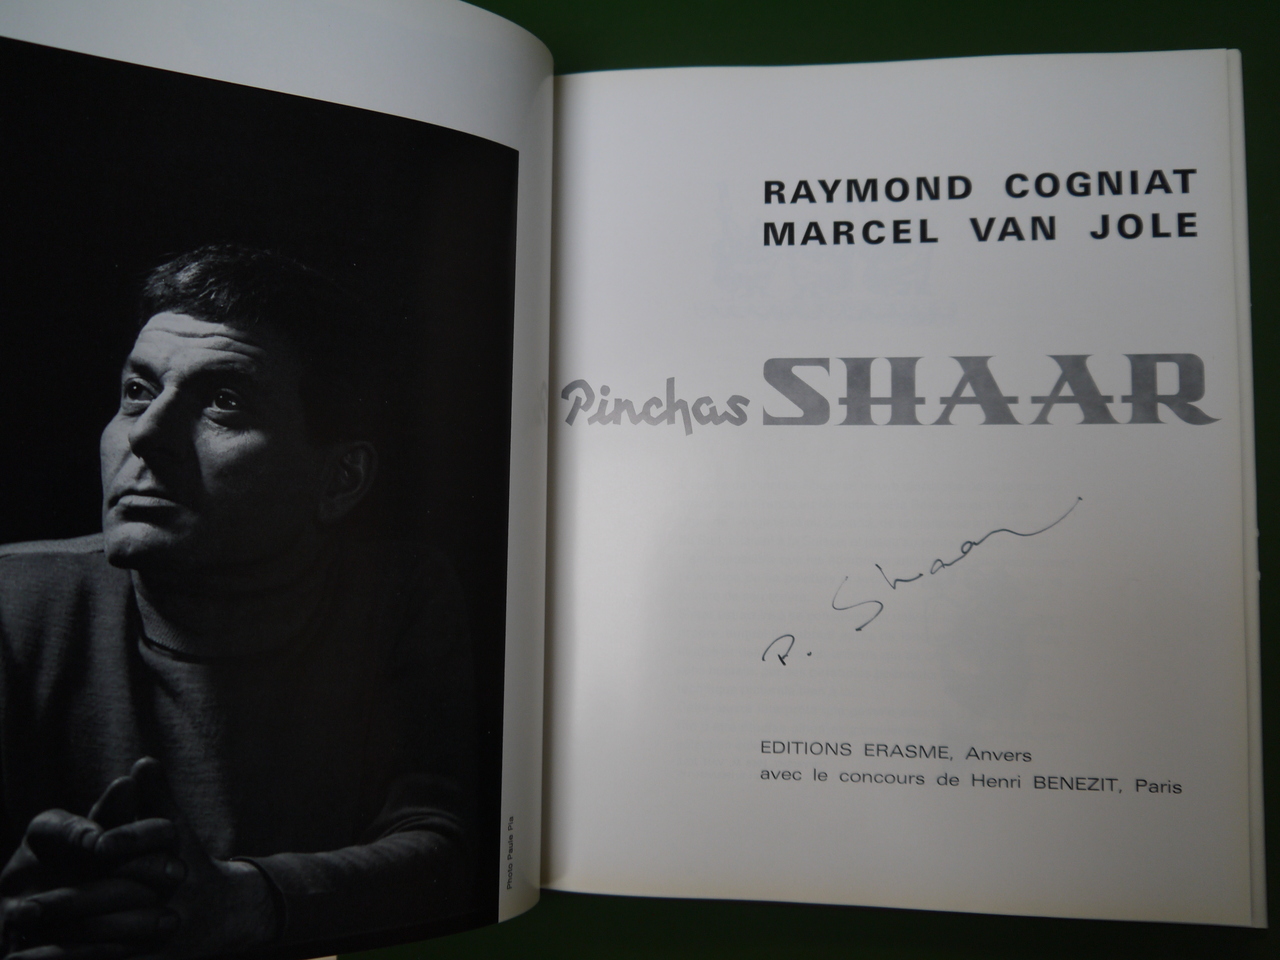 RAYMOND COGNIAT
MARCEL VAN JOLE
Pinchas SHAAR
P. Shaar
EDITIONS ERASME, Anvers
avec le concours de Henri BENEZIT, Paris
Photo Paule Pia